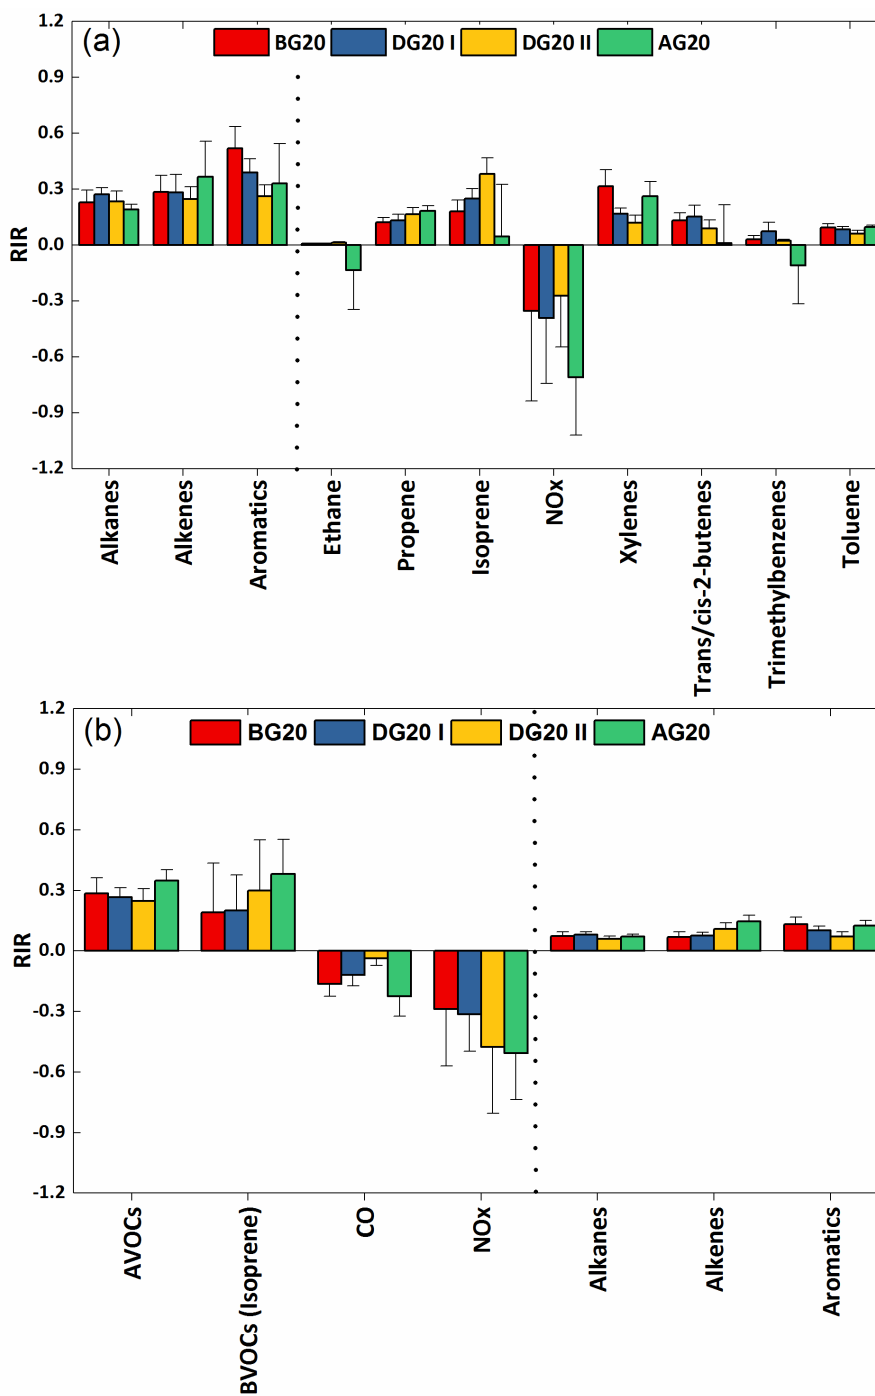 (a)
BG20 DG20 I DG20 II AG20
1.2
0.9
0.6
0.3
0.0
-0.3
-0.6
-0.9
-1.2
RIR
Alkanes
Alkenes
Aromatics
Ethane
Propene
Isoprene
NOx
Xylenes
Trans/cis-2-butenes
Trimethylbenzenes
Toluene
(b)
BG20 DG20 I DG20 II AG20
1.2
0.9
0.6
0.3
0.0
-0.3
-0.6
-0.9
-1.2
RIR
AVOCs
BVOCs (Isoprene)
CO
NOx
Alkanes
Alkenes
Aromatics